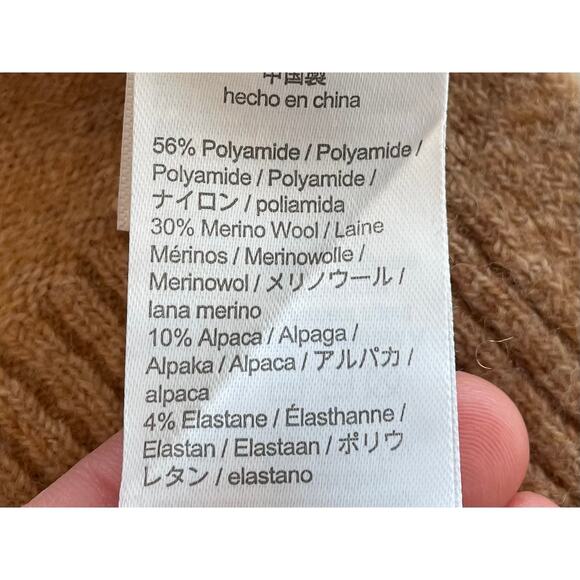 中国製
hecho en china
56% Polyamide / Polyamide /
Polyamide / Polyamide /
ナイロン / poliamida
30% Merino Wool / Laine
Mérinos / Merinowolle /
Merinowol / メリノウール /
lana merino
10% Alpaca / Alpaga /
Alpaka / Alpaca / アルパカ /
alpaca
4% Elastane / Élasthanne /
Elastan / Elastaan / ポリウ
レタン / elastano